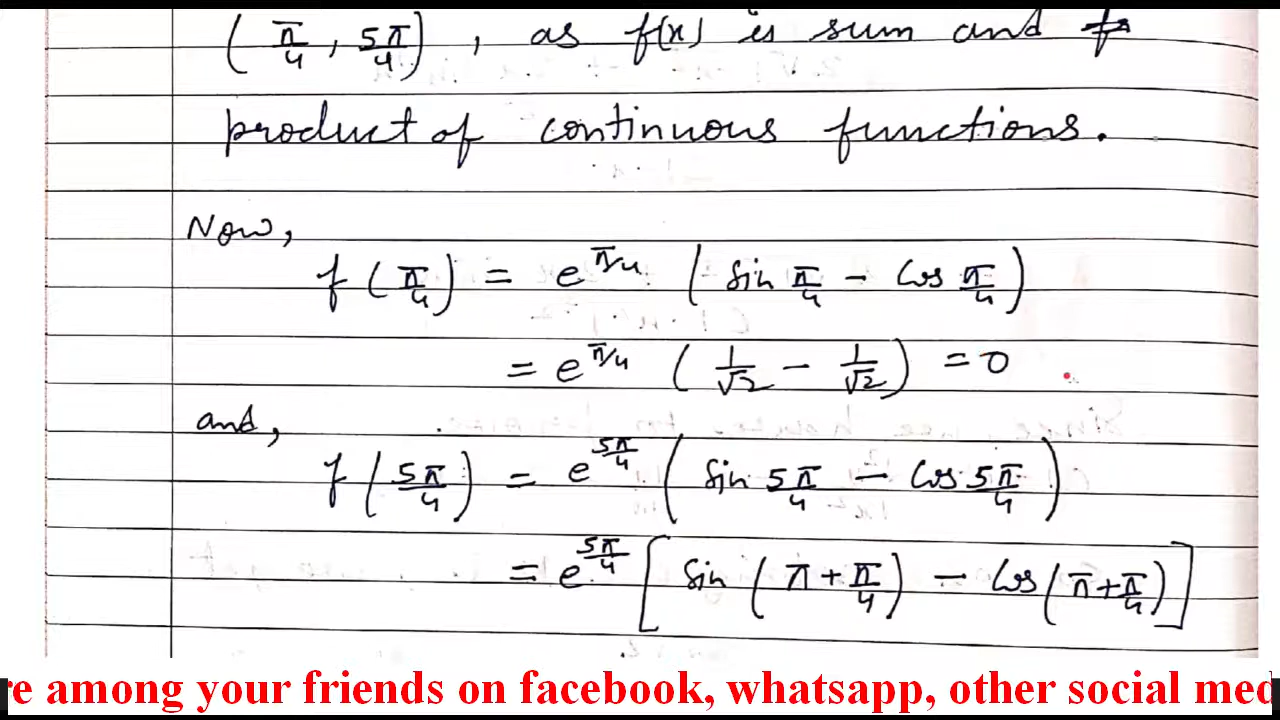 (π/4, 5π/4), as f(x) is sum and
product of continuous functions.
Now,
f(π/4) = e^π/4 (sin π/4 - cos π/4)
= e^π/4 (1/√2 - 1/√2) = 0
and,
f(5π/4) = e^5π/4 (sin 5π/4 - cos 5π/4)
= e^5π/4 [sin(π + π/4) - cos(π + π/4)]
re among your friends on facebook, whatsapp, other social med